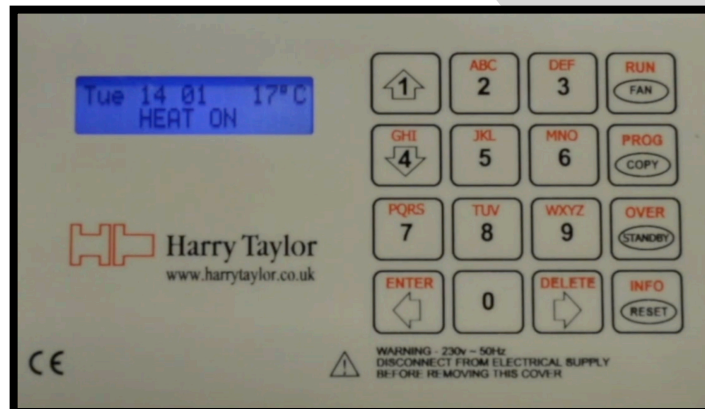 Tue 14 01 17°C
HEAT ON
1
ABC
2
DEF
3
RUN
FAN
GHI
4
JKL
5
MNO
6
PROG
COPY
PQRS
7
TUV
8
WXYZ
9
OVER
STANDBY
ENTER
0
DELETE
INFO
RESET
Harry Taylor
www.harrytaylor.co.uk
CE
WARNING - 230v ~ 50Hz
DISCONNECT FROM ELECTRICAL SUPPLY
BEFORE REMOVING THIS COVER